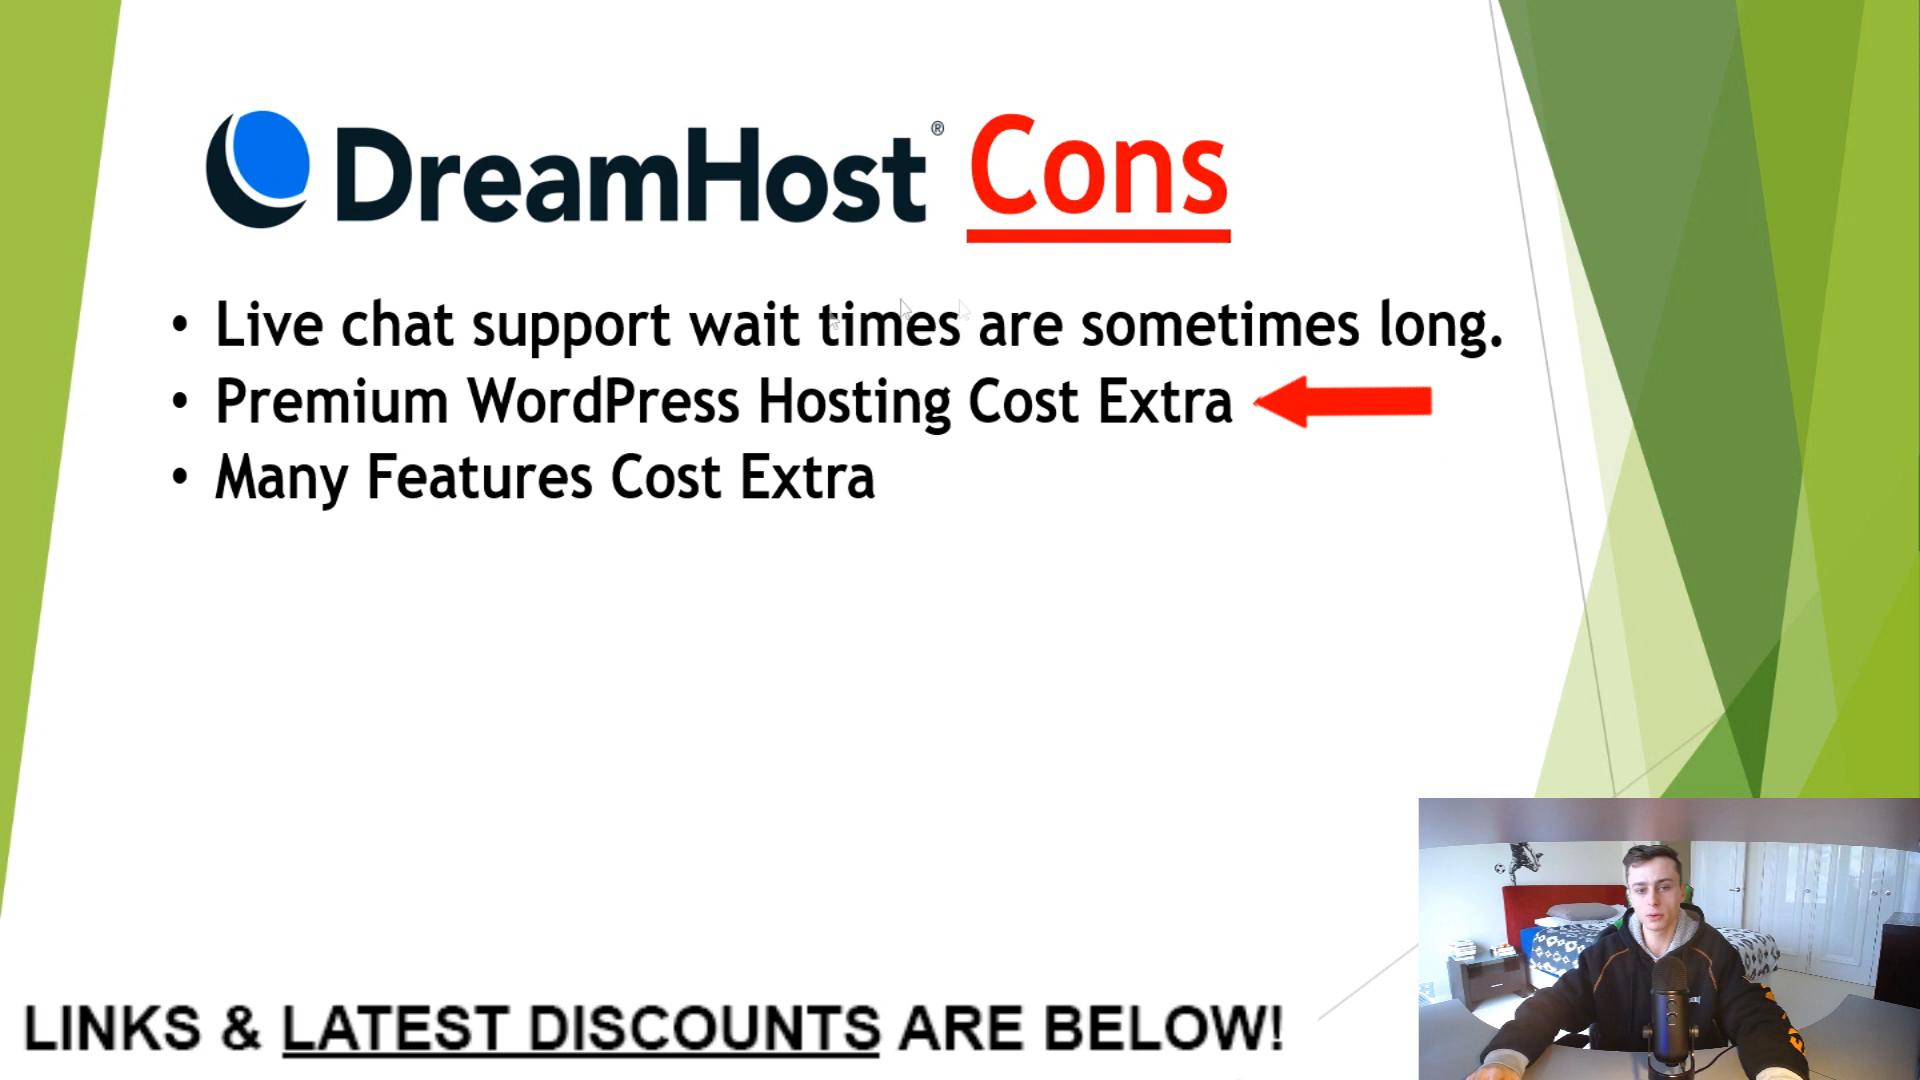 DreamHost® Cons
• Live chat support wait times are sometimes long.
• Premium WordPress Hosting Cost Extra
• Many Features Cost Extra
LINKS & LATEST DISCOUNTS ARE BELOW!